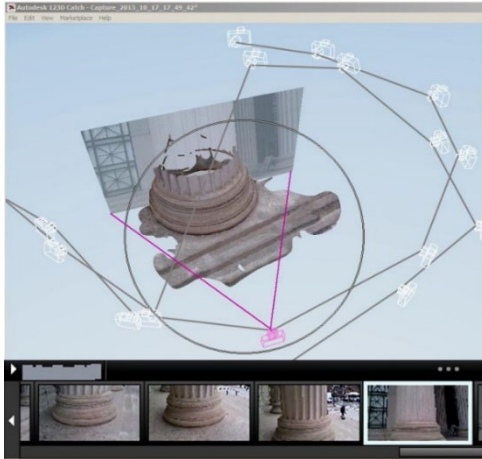 Autodesk 123D Catch - Capture_2013_10_17_17_49_42*
File Edit View Marketplace Help